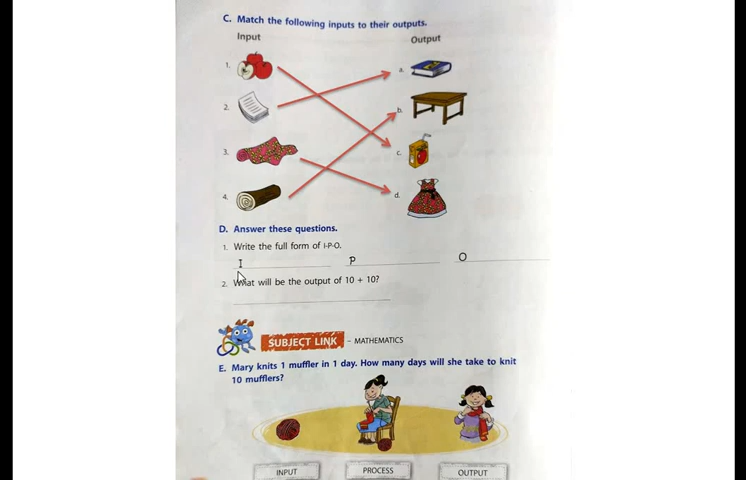 C. Match the following inputs to their outputs.
Input
Output
1.
a.
2.
b.
3.
c.
4.
d.
D. Answer these questions.
1. Write the full form of I-P-O.
I P O
2. What will be the output of 10 + 10?
SUBJECT LINK - MATHEMATICS
E. Mary knits 1 muffler in 1 day. How many days will she take to knit
10 mufflers?
INPUT PROCESS OUTPUT